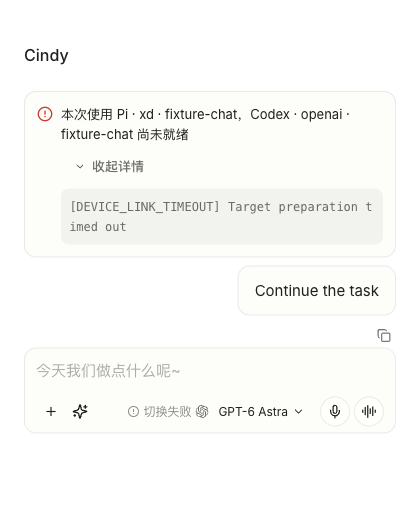 Cindy
本次使用 Pi · xd · fixture-chat，Codex · openai ·
fixture-chat 尚未就绪
收起详情
[DEVICE_LINK_TIMEOUT] Target preparation t
imed out
Continue the task
今天我们做点什么呢~
切换失败 GPT-6 Astra